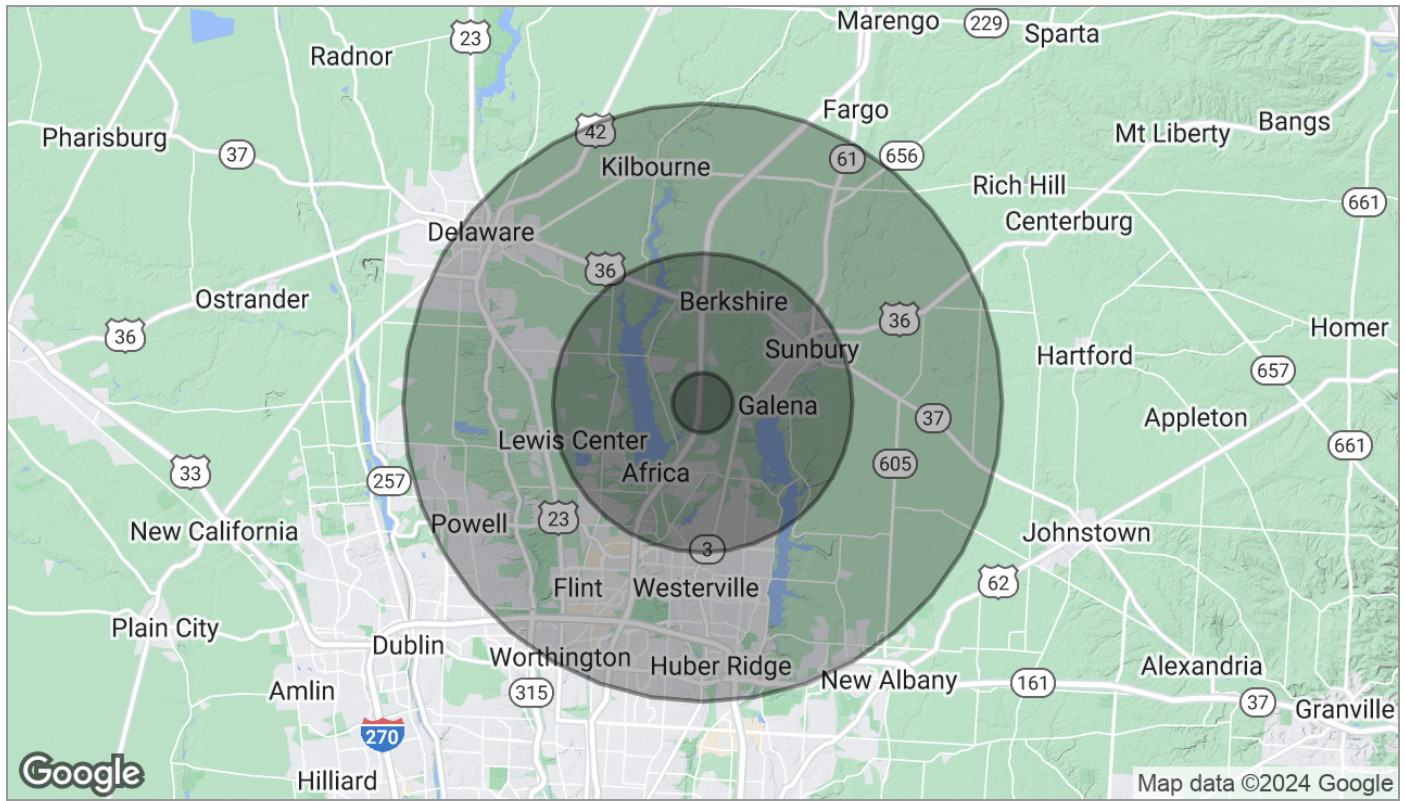 Marengo
229
Sparta
23
Radnor
Fargo
Bangs
42
Mt Liberty
Pharisburg
37
Kilbourne
61
656
Rich Hill
661
Centerburg
Delaware
36
Berkshire
Ostrander
36
Homer
36
Sunbury
Hartford
657
Galena
37
Appleton
Lewis Center
661
Africa
605
33
257
23
Powell
New California
Johnstown
3
62
Flint
Westerville
Plain City
Dublin
Worthington
Huber Ridge
Alexandria
New Albany
161
Amlin
315
37
Granville
270
Google
Hilliard
Map data ©2024 Google